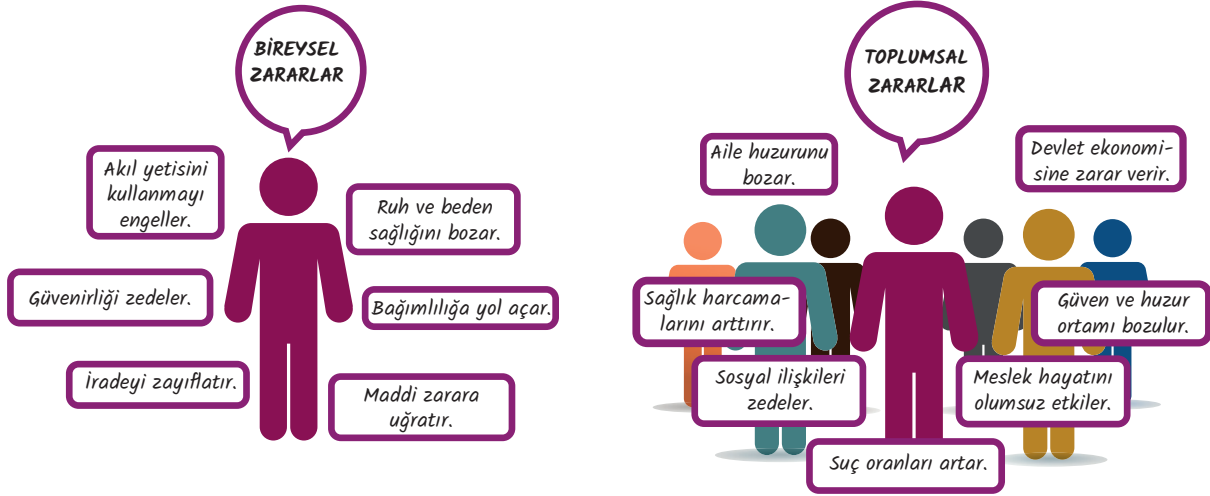 BİREYSEL
ZARARLAR
Akıl yetisini
kullanmayı
engeller.
Ruh ve beden
sağlığını bozar.
Güvenirliği zedeler.
Bağımlılığa yol açar.
İradeyi zayıflatır.
Maddi zarara
uğratır.
TOPLUMSAL
ZARARLAR
Aile huzurunu
bozar.
Devlet ekonomi-
sine zarar verir.
Sağlık harcama-
larını arttırır.
Güven ve huzur
ortamı bozulur.
Sosyal ilişkileri
zedeler.
Meslek hayatını
olumsuz etkiler.
Suç oranları artar.